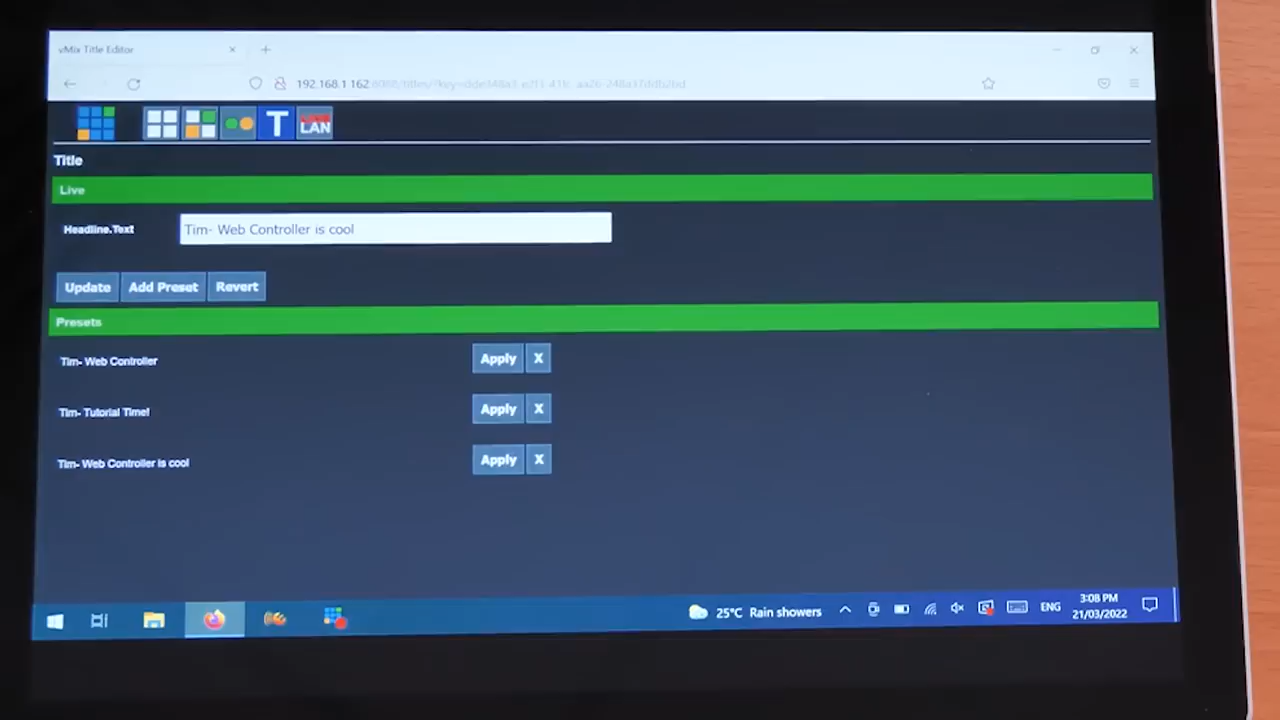 vMix Title Editor
192.168.1.162
T
LAN
Title
Live
Headline.Text
Tim- Web Controller is cool
Update Add Preset Revert
Presets
Tim- Web Controller Apply X
Tim- Tutorial Time! Apply X
Tim- Web Controller is cool Apply X
25°C Rain showers ENG 3:08 PM
21/03/2022